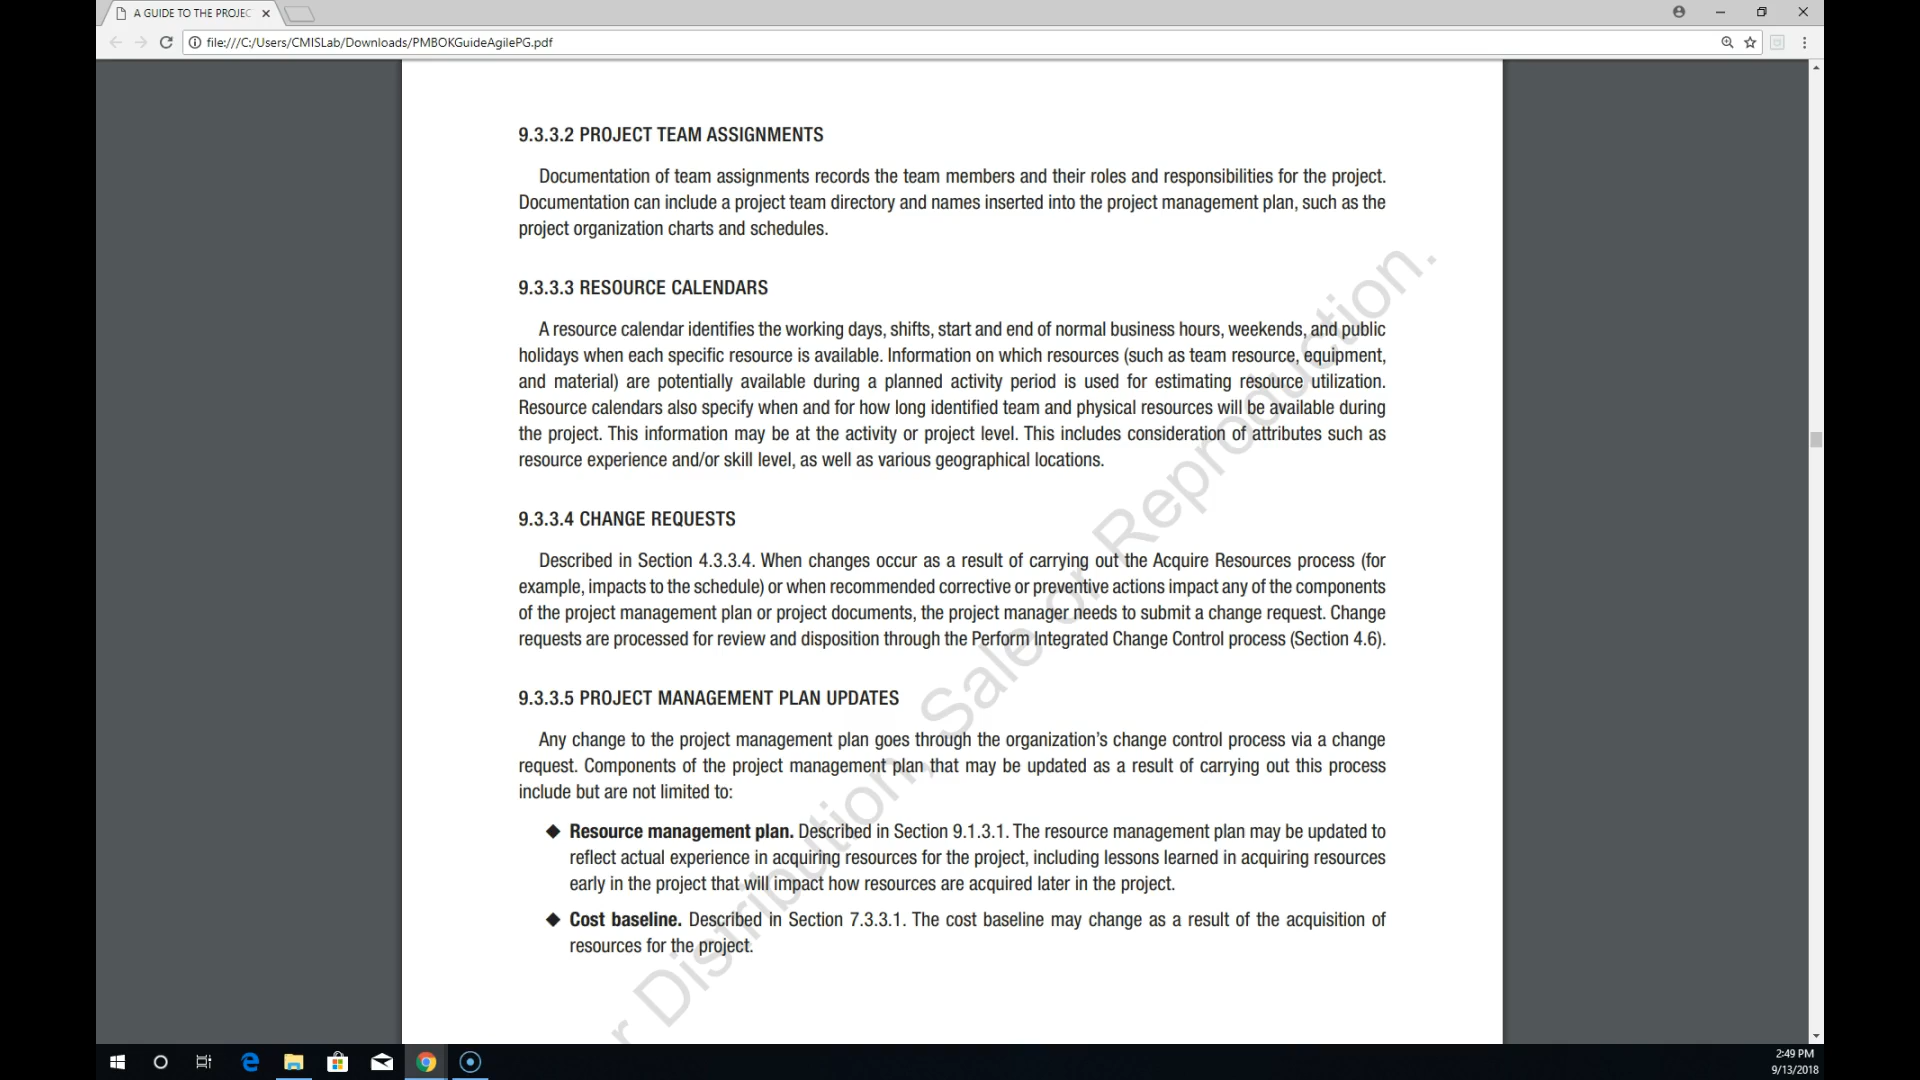 A GUIDE TO THE PROJEC
file:///C:/Users/CMISLab/Downloads/PMBOKGuideAgilePG.pdf
9.3.3.2 PROJECT TEAM ASSIGNMENTS
Documentation of team assignments records the team members and their roles and responsibilities for the project.
Documentation can include a project team directory and names inserted into the project management plan, such as the
project organization charts and schedules.
9.3.3.3 RESOURCE CALENDARS
A resource calendar identifies the working days, shifts, start and end of normal business hours, weekends, and public
holidays when each specific resource is available. Information on which resources (such as team resource, equipment,
and material) are potentially available during a planned activity period is used for estimating resource utilization.
Resource calendars also specify when and for how long identified team and physical resources will be available during
the project. This information may be at the activity or project level. This includes consideration of attributes such as
resource experience and/or skill level, as well as various geographical locations.
9.3.3.4 CHANGE REQUESTS
Described in Section 4.3.3.4. When changes occur as a result of carrying out the Acquire Resources process (for
example, impacts to the schedule) or when recommended corrective or preventive actions impact any of the components
of the project management plan or project documents, the project manager needs to submit a change request. Change
requests are processed for review and disposition through the Perform Integrated Change Control process (Section 4.6).
9.3.3.5 PROJECT MANAGEMENT PLAN UPDATES
Any change to the project management plan goes through the organization's change control process via a change
request. Components of the project management plan that may be updated as a result of carrying out this process
include but are not limited to:
◆ Resource management plan. Described in Section 9.1.3.1. The resource management plan may be updated to
reflect actual experience in acquiring resources for the project, including lessons learned in acquiring resources
early in the project that will impact how resources are acquired later in the project.
◆ Cost baseline. Described in Section 7.3.3.1. The cost baseline may change as a result of the acquisition of
resources for the project.
r Distribution, Sale or Reproduction.
2:49 PM
9/13/2018